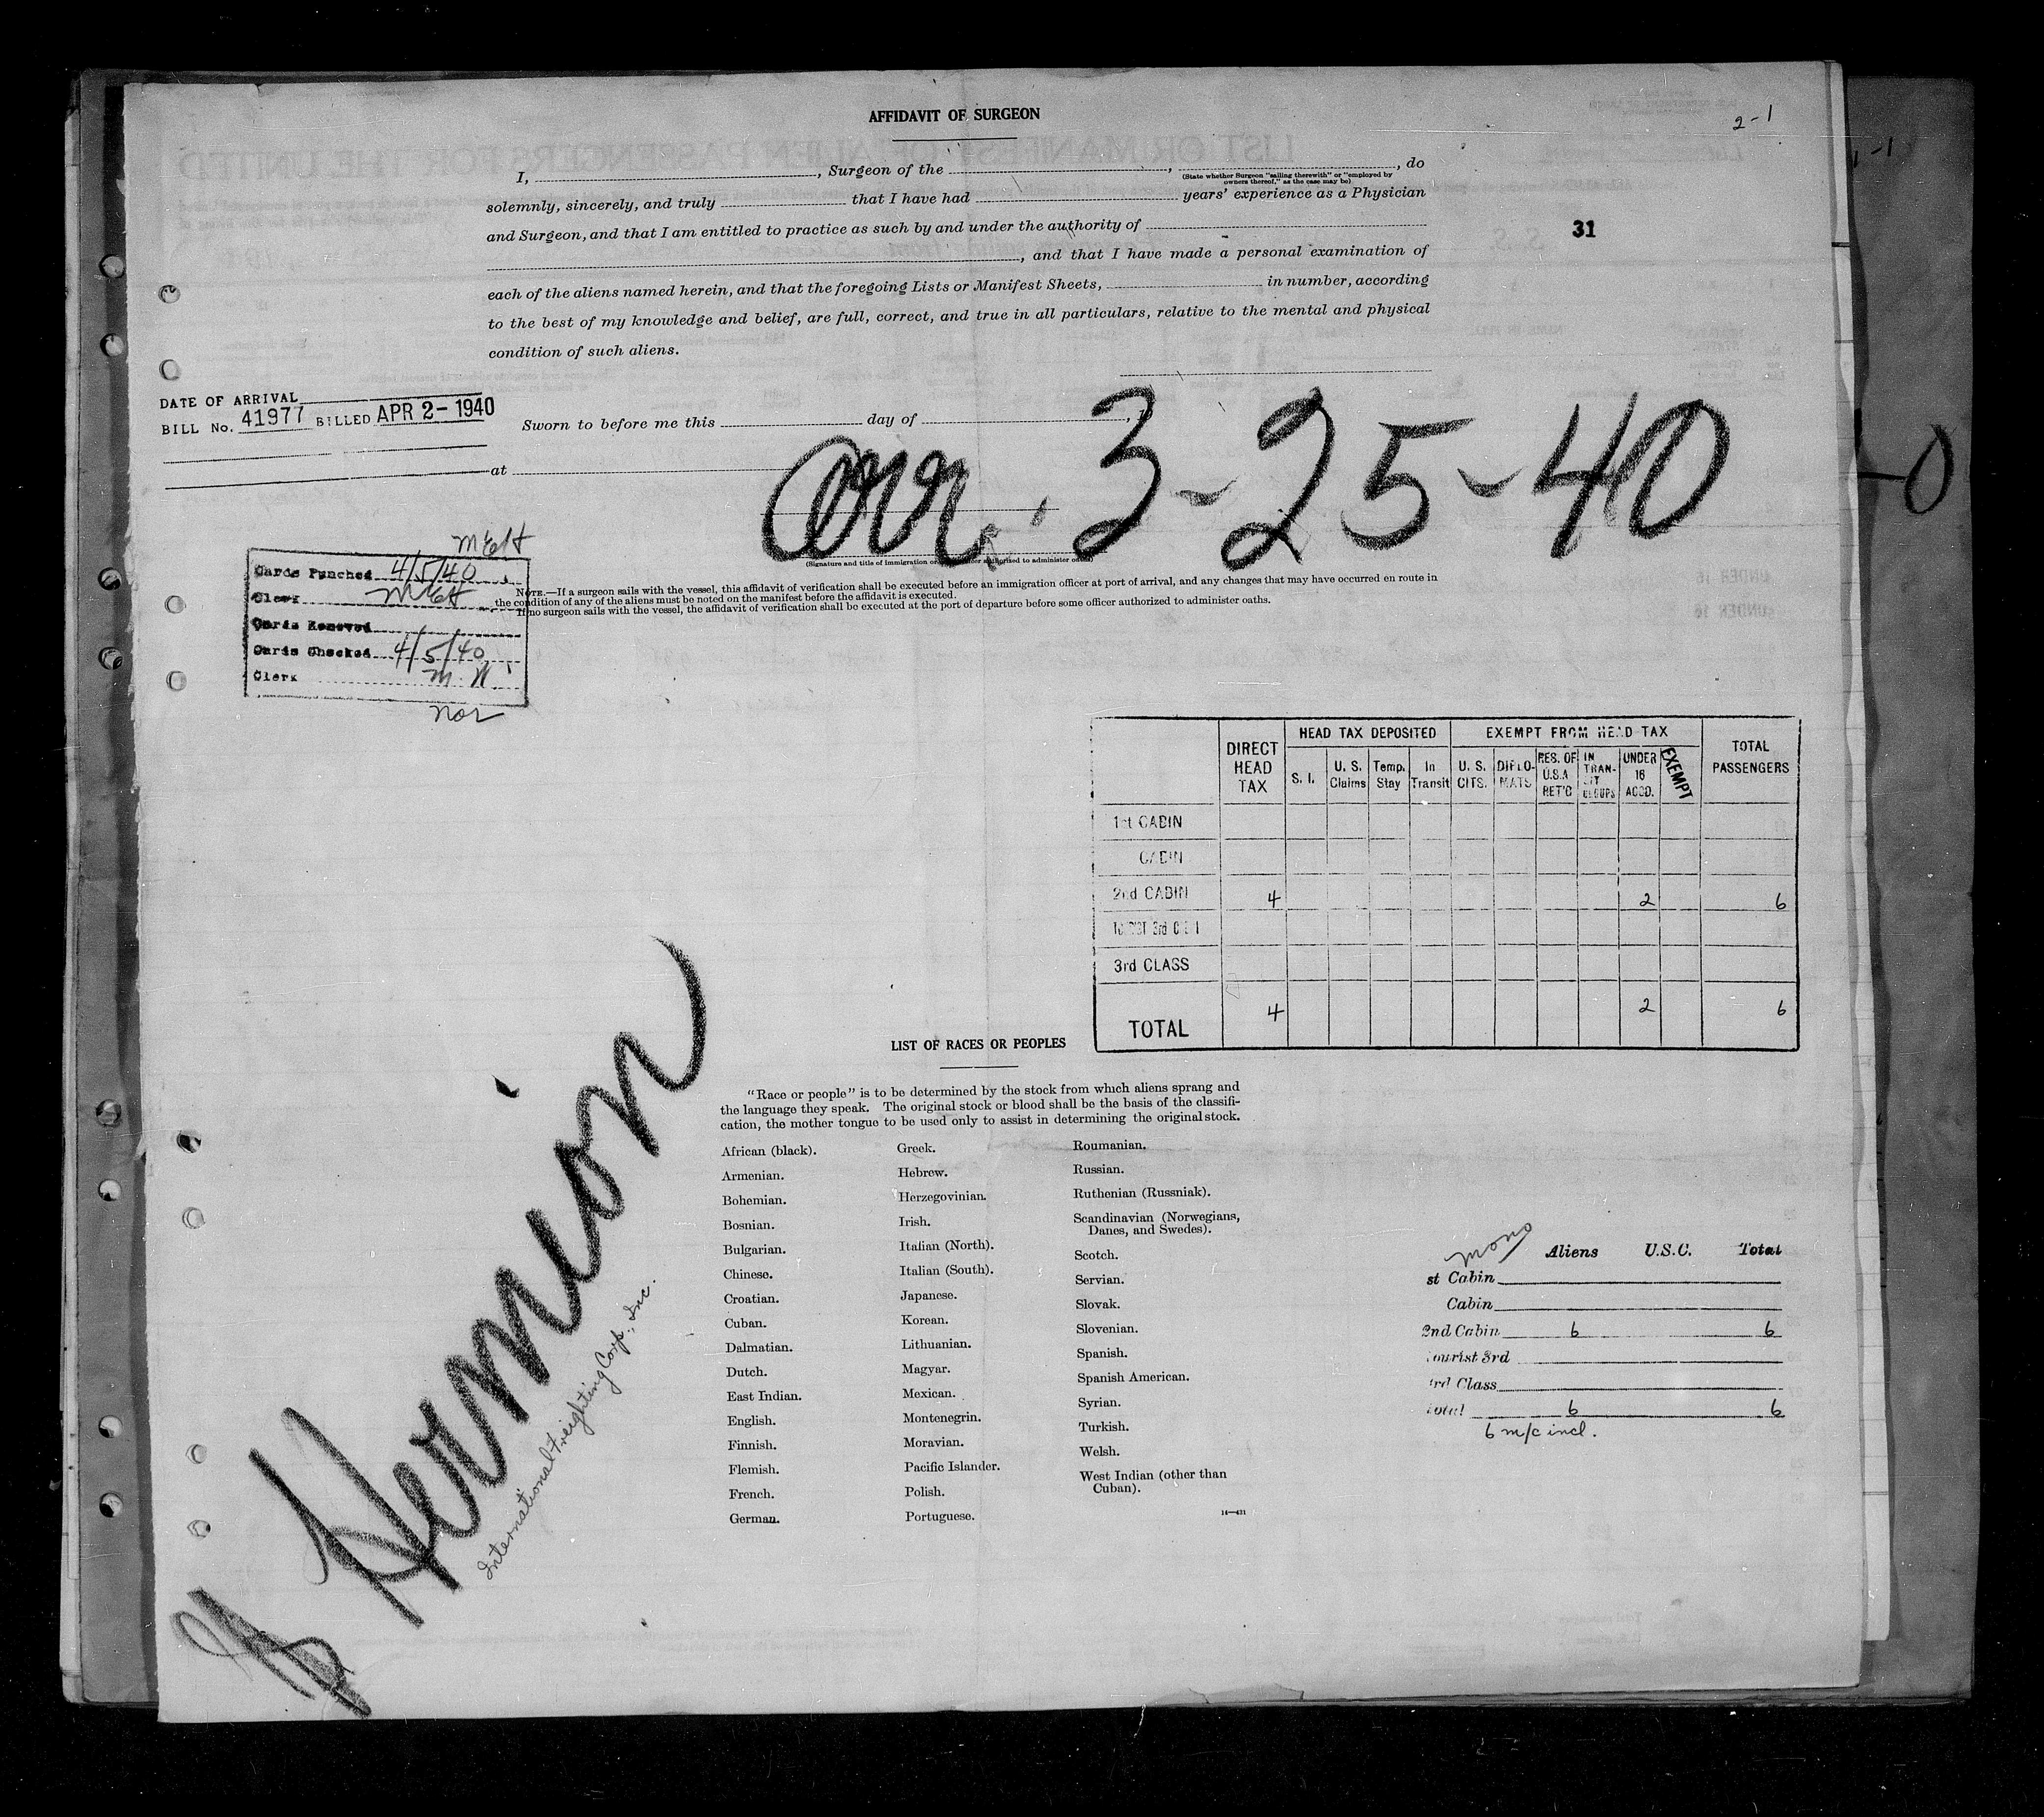 AFFIDAVIT OF SURGEON
2-1
I, , Surgeon of the , , do
(State whether Surgeon "sailing therewith" or "employed by
owners thereof," as the case may be)
solemnly, sincerely, and truly that I have had years' experience as a Physician
and Surgeon, and that I am entitled to practice as such by and under the authority of
31
, and that I have made a personal examination of
each of the aliens named herein, and that the foregoing Lists or Manifest Sheets, in number, according
to the best of my knowledge and belief, are full, correct, and true in all particulars, relative to the mental and physical
condition of such aliens.
DATE OF ARRIVAL
BILL No. 41977 BILLED APR 2- 1940
Sworn to before me this day of ,
at
arr. 3-25-40
(Signature and title of immigration or authorized to administer
NOTE.—If a surgeon sails with the vessel, this affidavit of verification shall be executed before an immigration officer at port of arrival, and any changes that may have occurred en route in
the condition of any of the aliens must be noted on the manifest before the affidavit is executed.
If no surgeon sails with the vessel, the affidavit of verification shall be executed at the port of departure before some officer authorized to administer oaths.
Cards Punched 4/5/40
Clerk
Cards Removed
Cards Checked 4/5/40
Clerk
DIRECT HEAD TAX
HEAD TAX DEPOSITED
EXEMPT FROM HEAD TAX
TOTAL PASSENGERS
S. I. U. S. Claims Temp. Stay In Transit U. S. CITS. DIPLO-MATS RES. OF U.S.A RET'G IN TRAN-SIT GROUPS UNDER 16 ACCD. EXEMPT
1st CABIN
CABIN
2nd CABIN 4 2 6
3rd CLASS
TOTAL 4 2 6
LIST OF RACES OR PEOPLES
"Race or people" is to be determined by the stock from which aliens sprang and
the language they speak. The original stock or blood shall be the basis of the classifi-
cation, the mother tongue to be used only to assist in determining the original stock.
African (black).
Armenian.
Bohemian.
Bosnian.
Bulgarian.
Chinese.
Croatian.
Cuban.
Dalmatian.
Dutch.
East Indian.
English.
Finnish.
Flemish.
French.
German.
Greek.
Hebrew.
Herzegovinian.
Irish.
Italian (North).
Italian (South).
Japanese.
Korean.
Lithuanian.
Magyar.
Mexican.
Montenegrin.
Moravian.
Pacific Islander.
Polish.
Portuguese.
Roumanian.
Russian.
Ruthenian (Russniak).
Scandinavian (Norwegians,
Danes, and Swedes).
Scotch.
Servian.
Slovak.
Slovenian.
Spanish.
Spanish American.
Syrian.
Turkish.
Welsh.
West Indian (other than
Cuban).
14—431
Hermion
International Freighting Corp., Inc.
mono
Aliens U.S.C. Total
st Cabin
Cabin
2nd Cabin 6 6
ourist 3rd
rd Class
total 6 6
6 m/c incl.